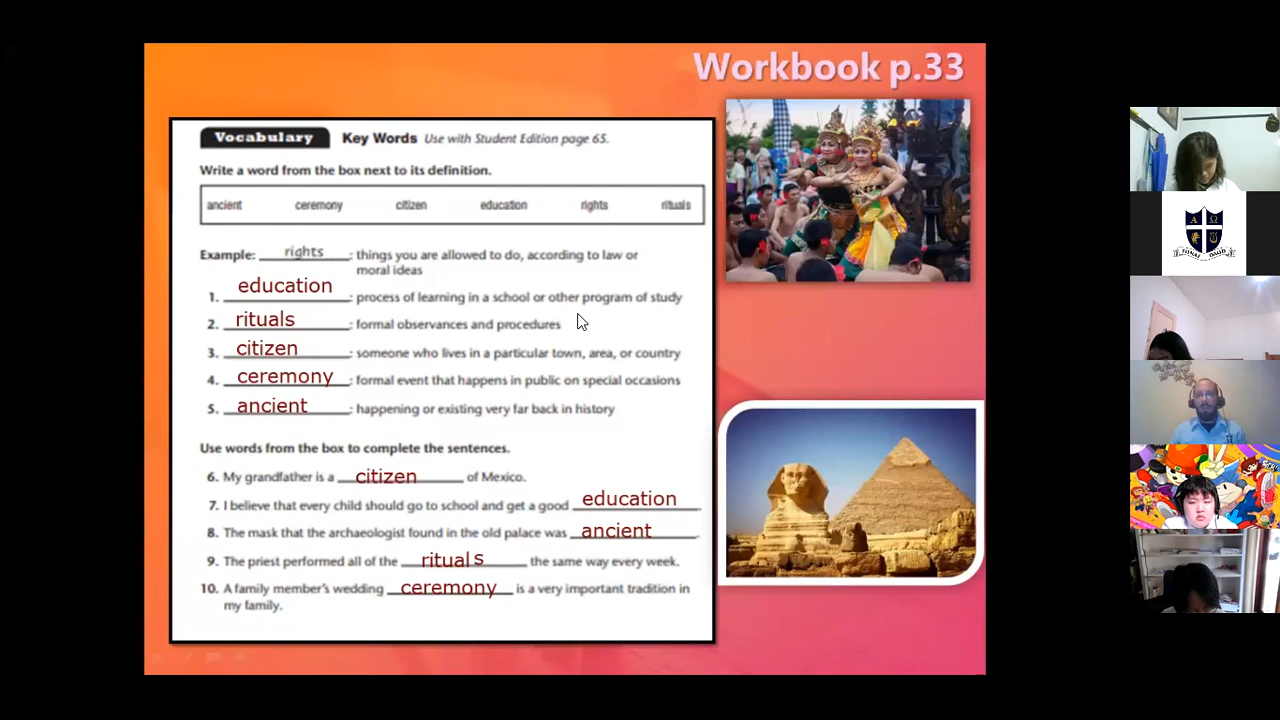 Workbook p.33
Vocabulary Key Words Use with Student Edition page 65.
Write a word from the box next to its definition.
ancient ceremony citizen education rights rituals
Example: rights : things you are allowed to do, according to law or
moral ideas
1. education : process of learning in a school or other program of study
2. rituals : formal observances and procedures
3. citizen : someone who lives in a particular town, area, or country
4. ceremony : formal event that happens in public on special occasions
5. ancient : happening or existing very far back in history
Use words from the box to complete the sentences.
6. My grandfather is a citizen of Mexico.
7. I believe that every child should go to school and get a good education .
8. The mask that the archaeologist found in the old palace was ancient .
9. The priest performed all of the rituals the same way every week.
10. A family member's wedding ceremony is a very important tradition in
my family.
Α Ω